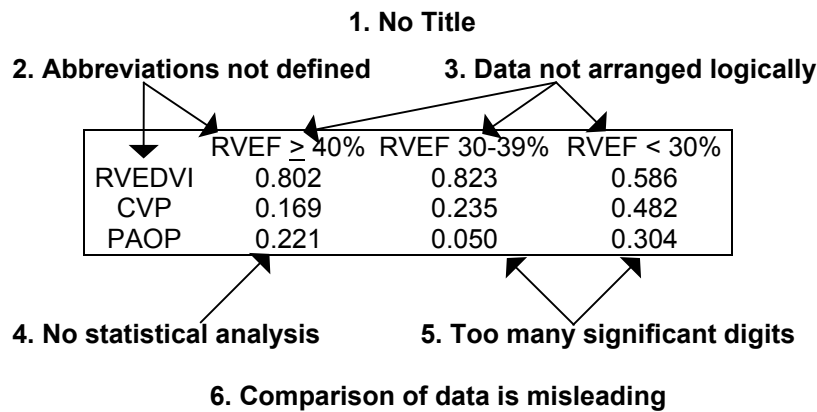 1. No Title
2. Abbreviations not defined 3. Data not arranged logically
RVEF ≥ 40% RVEF 30-39% RVEF < 30%
RVEDVI 0.802 0.823 0.586
CVP 0.169 0.235 0.482
PAOP 0.221 0.050 0.304
4. No statistical analysis 5. Too many significant digits
6. Comparison of data is misleading